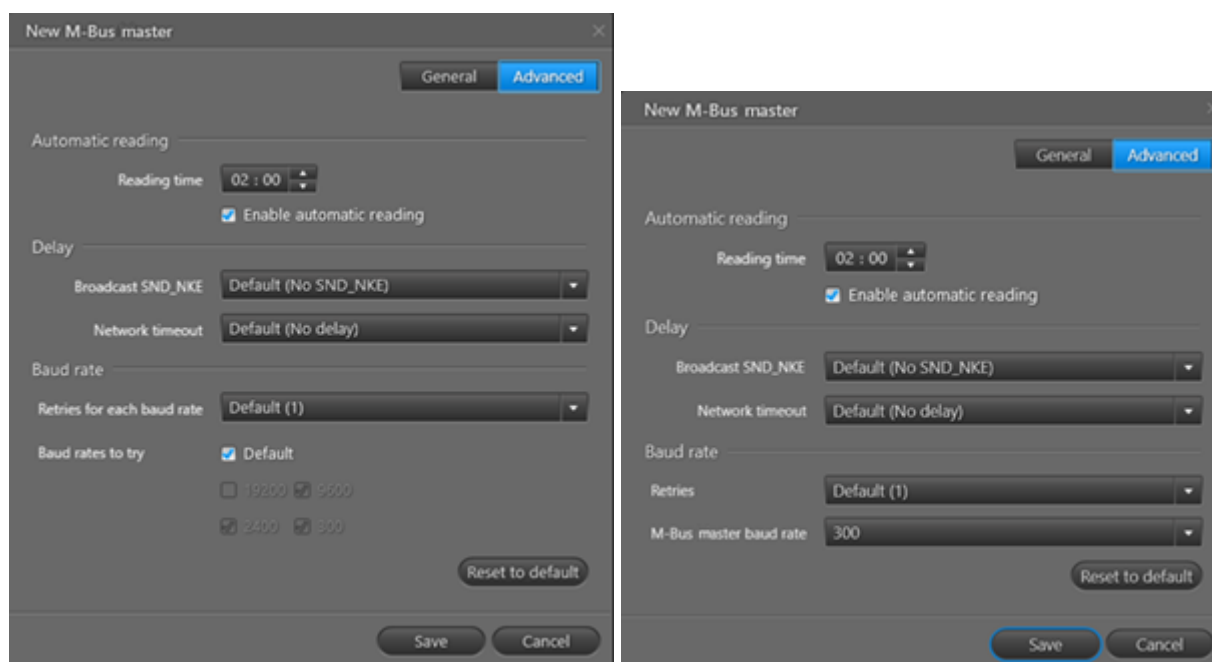 New M-Bus master
General Advanced
Automatic reading
Reading time 02 : 00
Enable automatic reading
Delay
Broadcast SND_NKE Default (No SND_NKE)
Network timeout Default (No delay)
Baud rate
Retries for each baud rate Default (1)
Baud rates to try Default
19200 9600
2400 300
Reset to default
Save Cancel
New M-Bus master
General Advanced
Automatic reading
Reading time 02 : 00
Enable automatic reading
Delay
Broadcast SND_NKE Default (No SND_NKE)
Network timeout Default (No delay)
Baud rate
Retries Default (1)
M-Bus master baud rate 300
Reset to default
Save Cancel